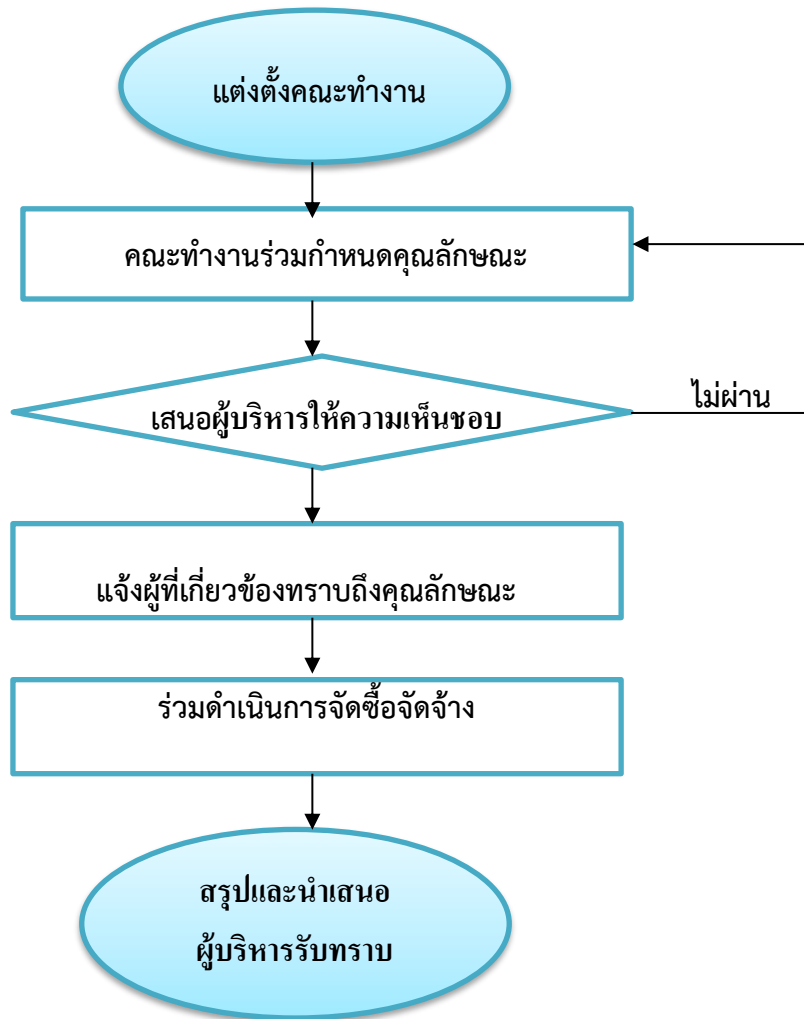 แต่งตั้งคณะทำงาน
คณะทำงานร่วมกำหนดคุณลักษณะ
เสนอผู้บริหารให้ความเห็นชอบ
ไม่ผ่าน
แจ้งผู้ที่เกี่ยวข้องทราบถึงคุณลักษณะ
ร่วมดำเนินการจัดซื้อจัดจ้าง
สรุปและนำเสนอ
ผู้บริหารรับทราบ